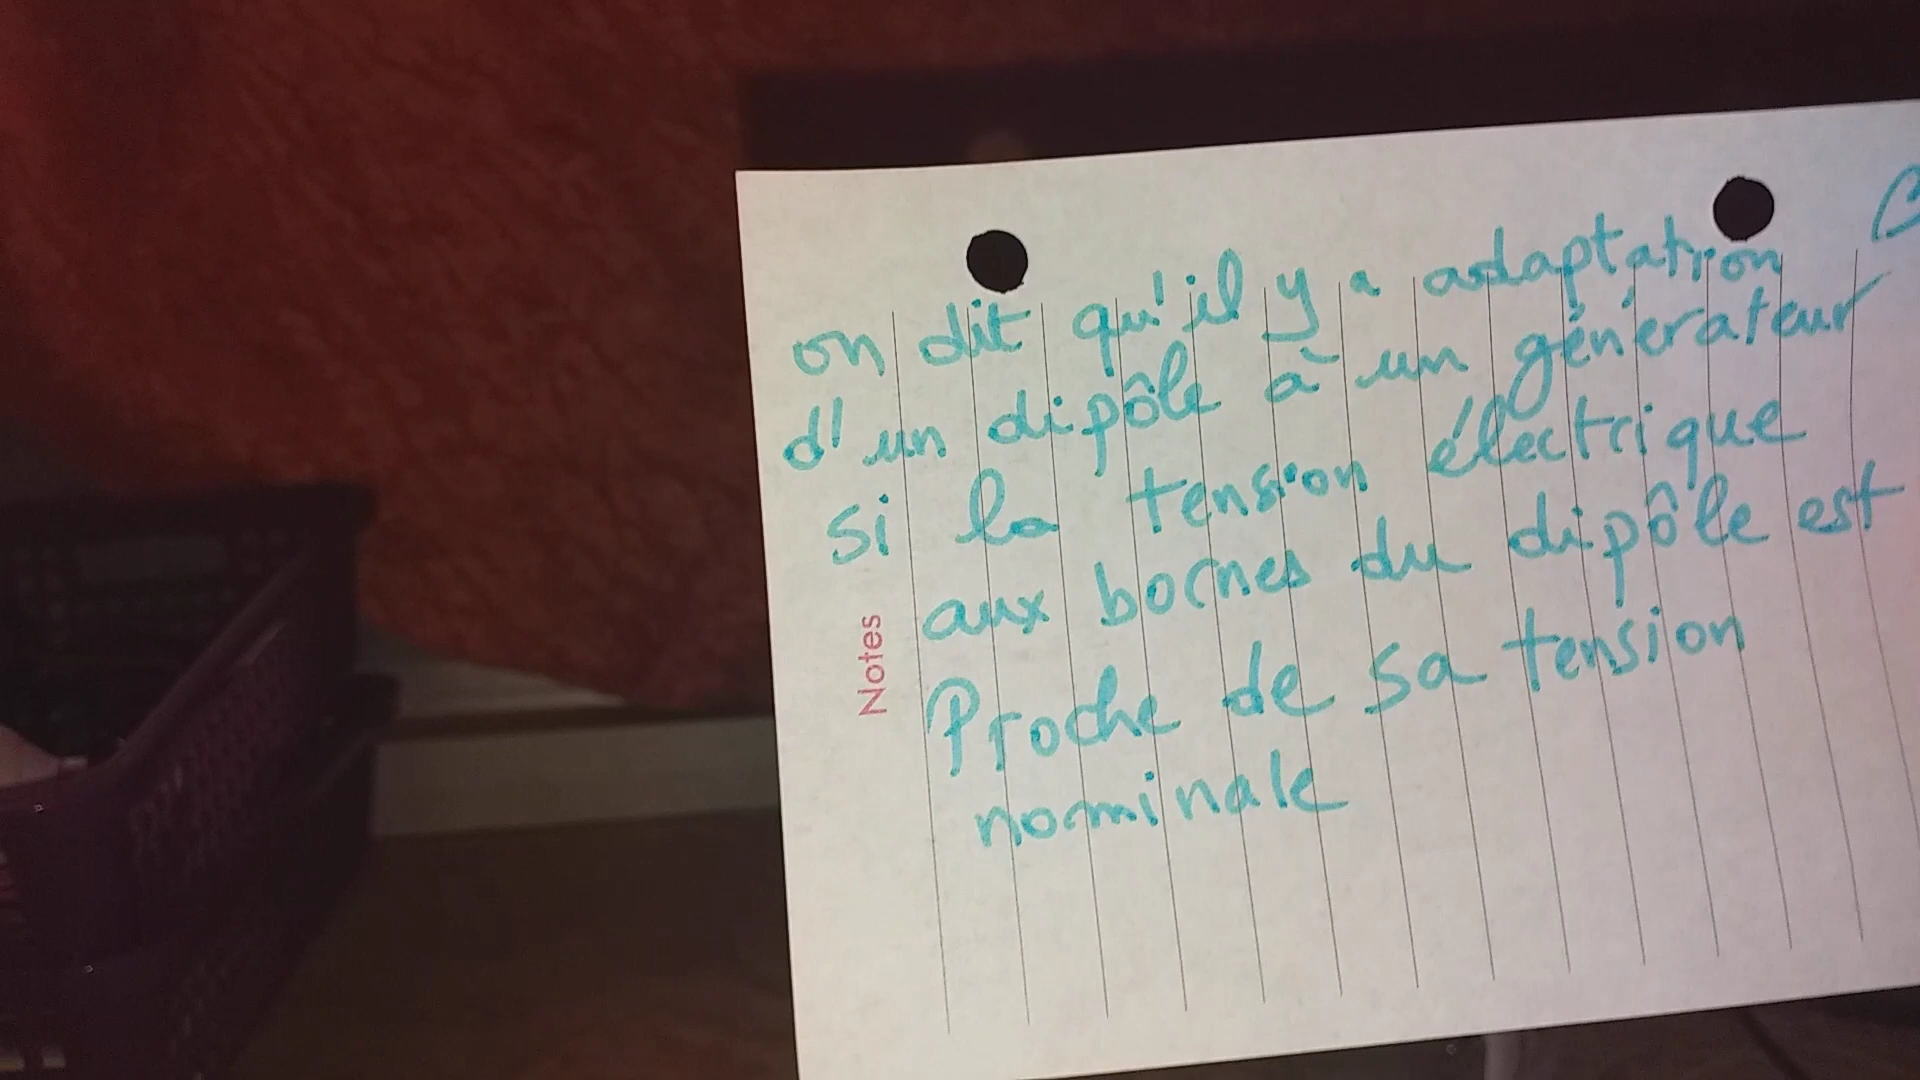 on dit qu'il y a adaptation
d'un dipôle à un générateur
si la tension électrique
aux bornes du dipôle est
Proche de sa tension
nominale
Notes